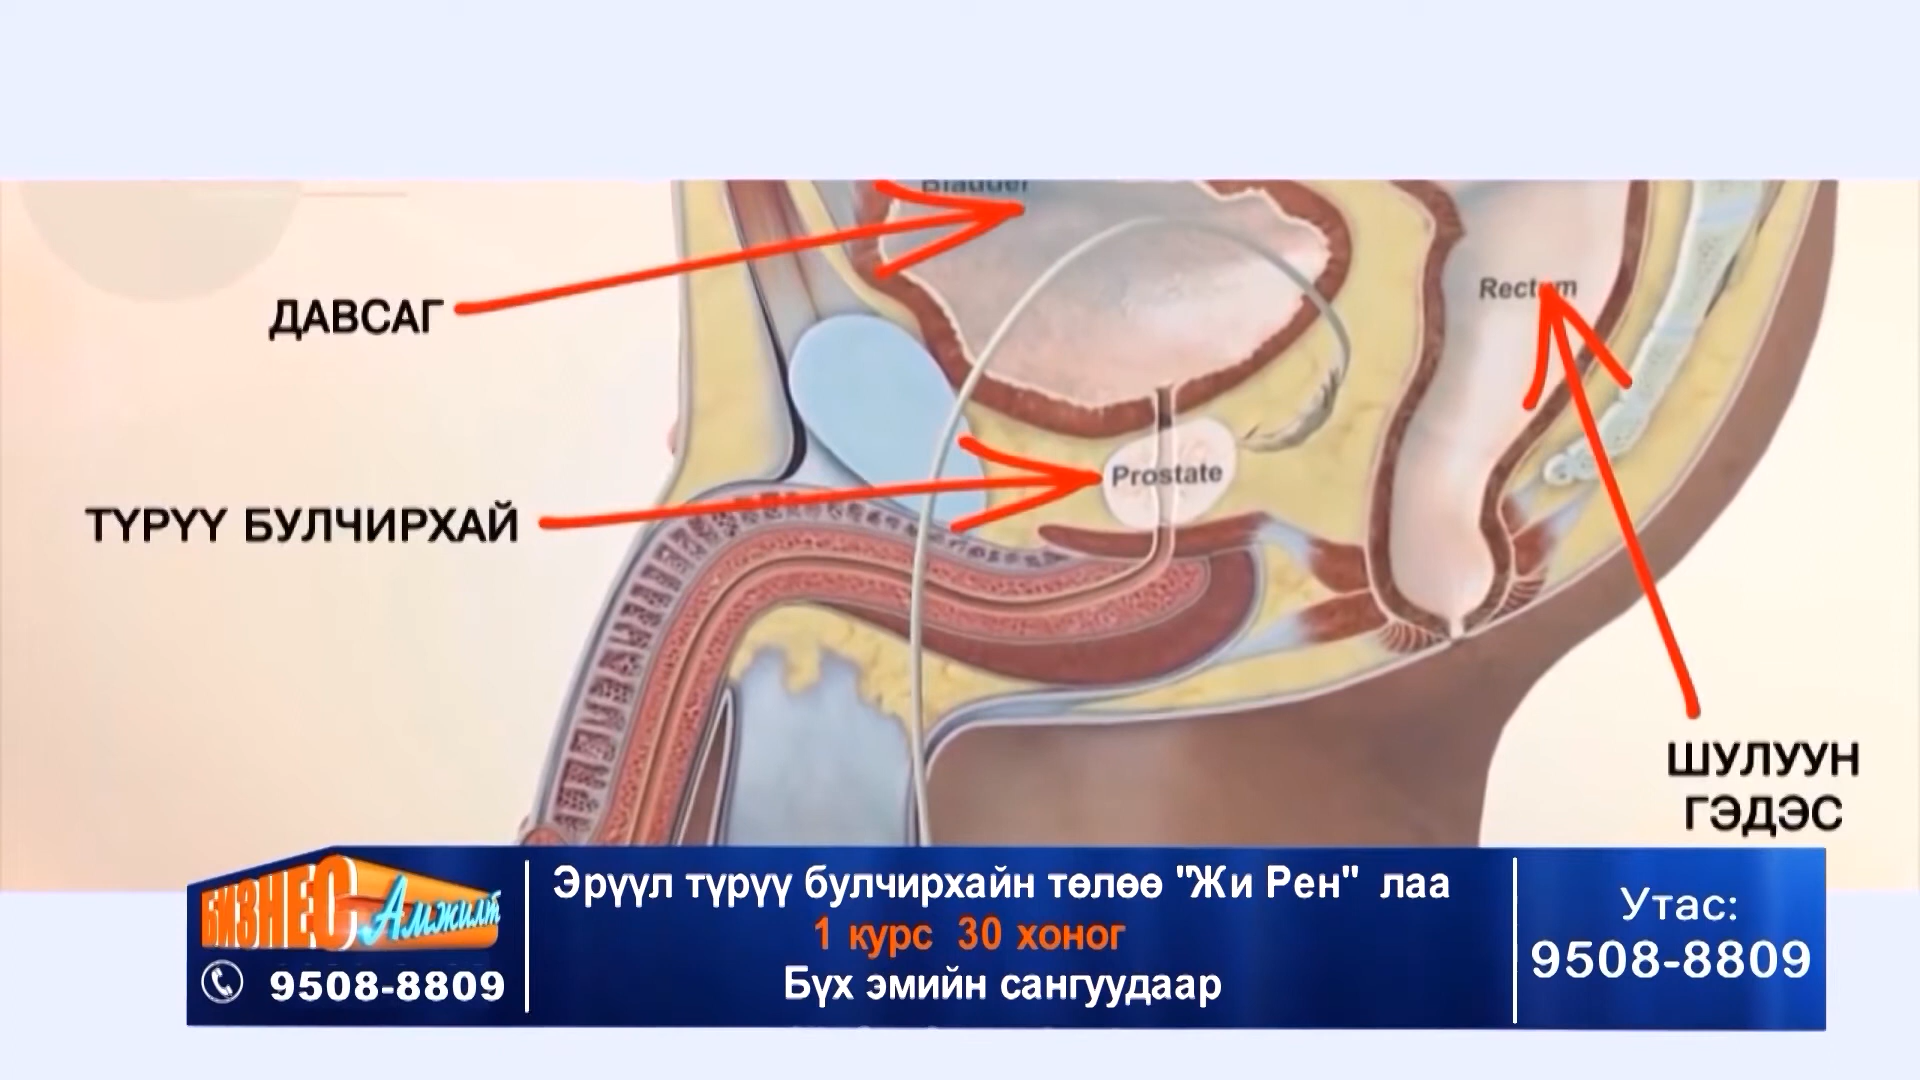 Bladder
ДАВСАГ
Rectum
Prostate
ТҮРҮҮ БУЛЧИРХАЙ
ШУЛУУН
ГЭДЭС
БИЗНЕС
Амжилт
9508-8809
Эрүүл түрүү булчирхайн төлөө "Жи Рен" лаа
1 курс 30 хоног
Бүх эмийн сангуудаар
Утас:
9508-8809